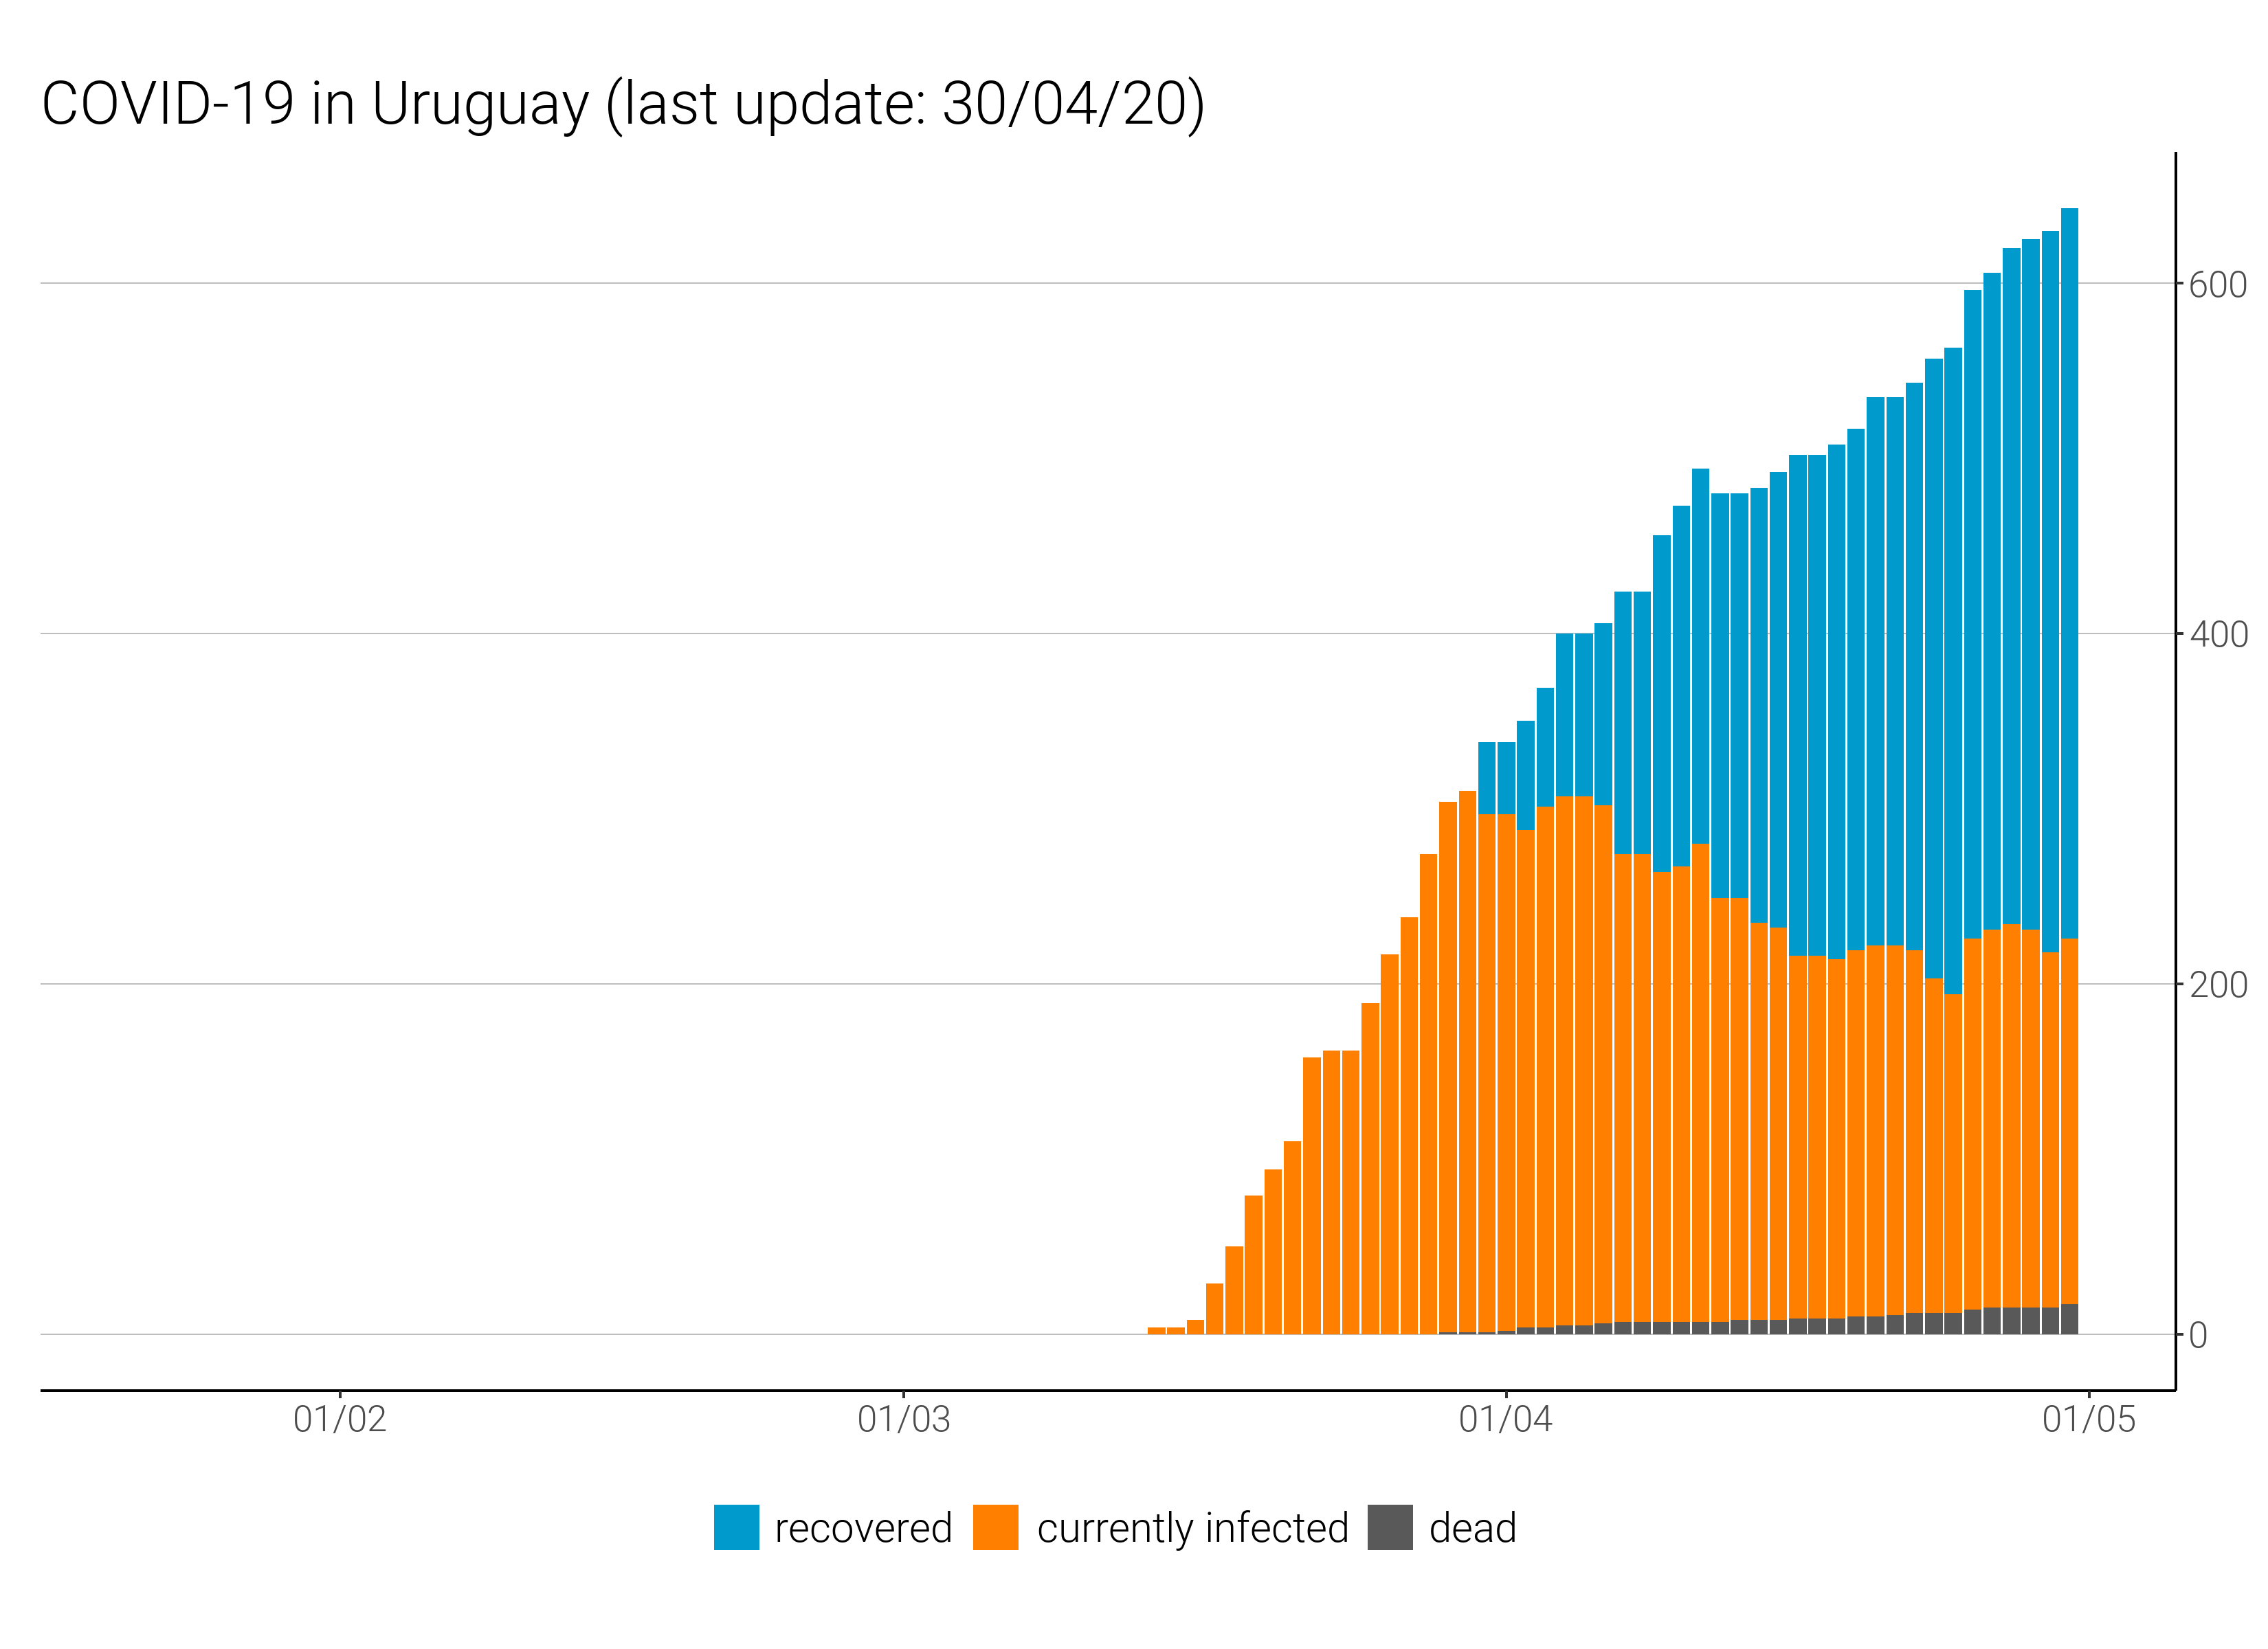 COVID-19 in Uruguay (last update: 30/04/20)
600
400
200
0
01/02 01/03 01/04 01/05
recovered currently infected dead